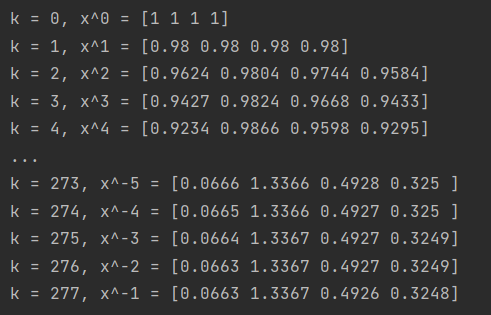 k = 0, x^0 = [1 1 1 1]
k = 1, x^1 = [0.98 0.98 0.98 0.98]
k = 2, x^2 = [0.9624 0.9804 0.9744 0.9584]
k = 3, x^3 = [0.9427 0.9824 0.9668 0.9433]
k = 4, x^4 = [0.9234 0.9866 0.9598 0.9295]
...
k = 273, x^-5 = [0.0666 1.3366 0.4928 0.325 ]
k = 274, x^-4 = [0.0665 1.3366 0.4927 0.325 ]
k = 275, x^-3 = [0.0664 1.3367 0.4927 0.3249]
k = 276, x^-2 = [0.0663 1.3367 0.4927 0.3249]
k = 277, x^-1 = [0.0663 1.3367 0.4926 0.3248]